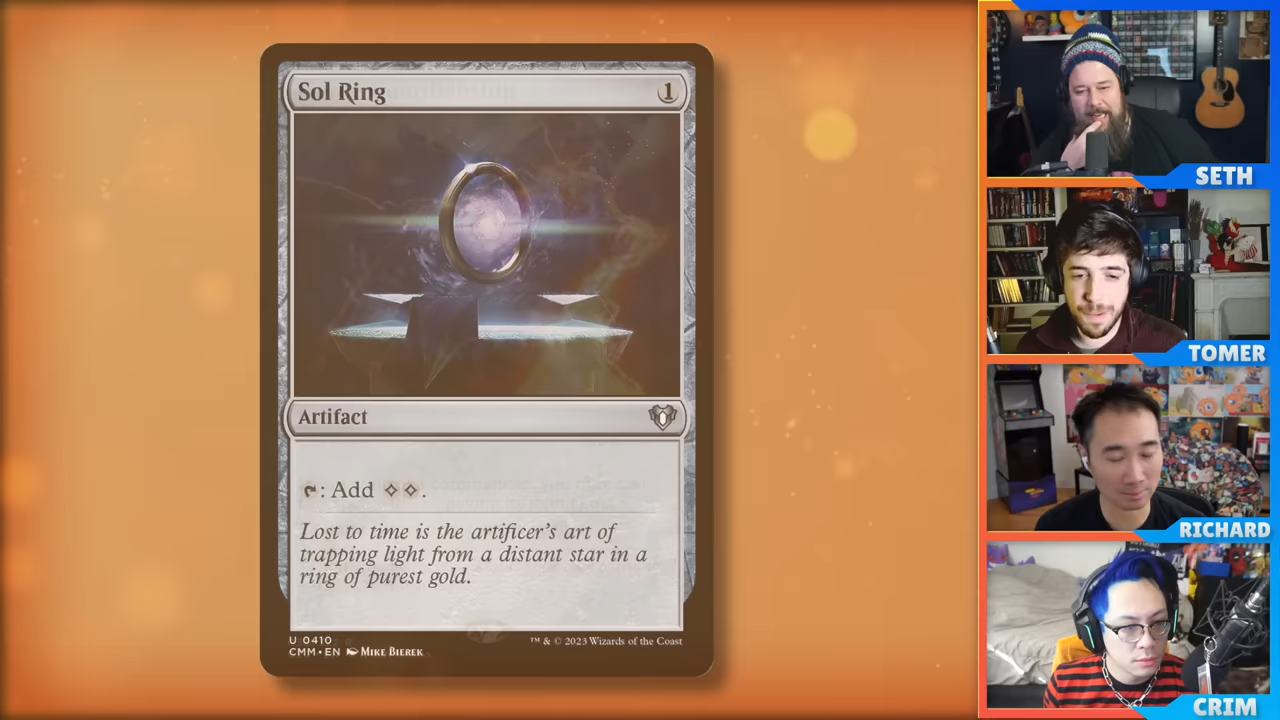 Sol Ring 1
Artifact
: Add .
Lost to time is the artificer's art of
trapping light from a distant star in a
ring of purest gold.
U 0410
CMM • EN MIKE BIEREK
™ & © 2023 Wizards of the Coast
SETH
TOMER
RICHARD
CRIM